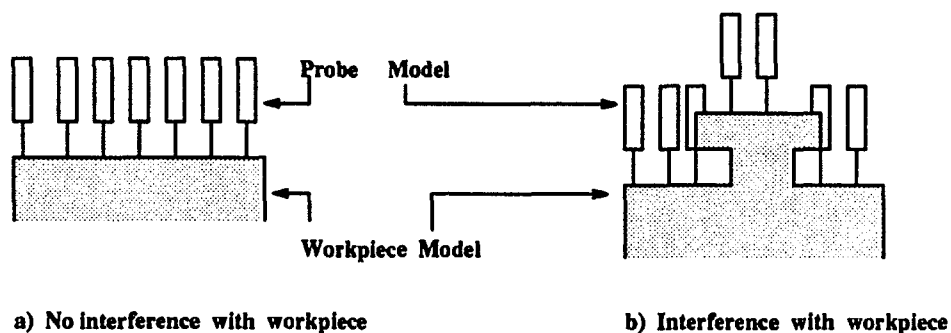 Probe Model
Workpiece Model
a) No interference with workpiece
b) Interference with workpiece